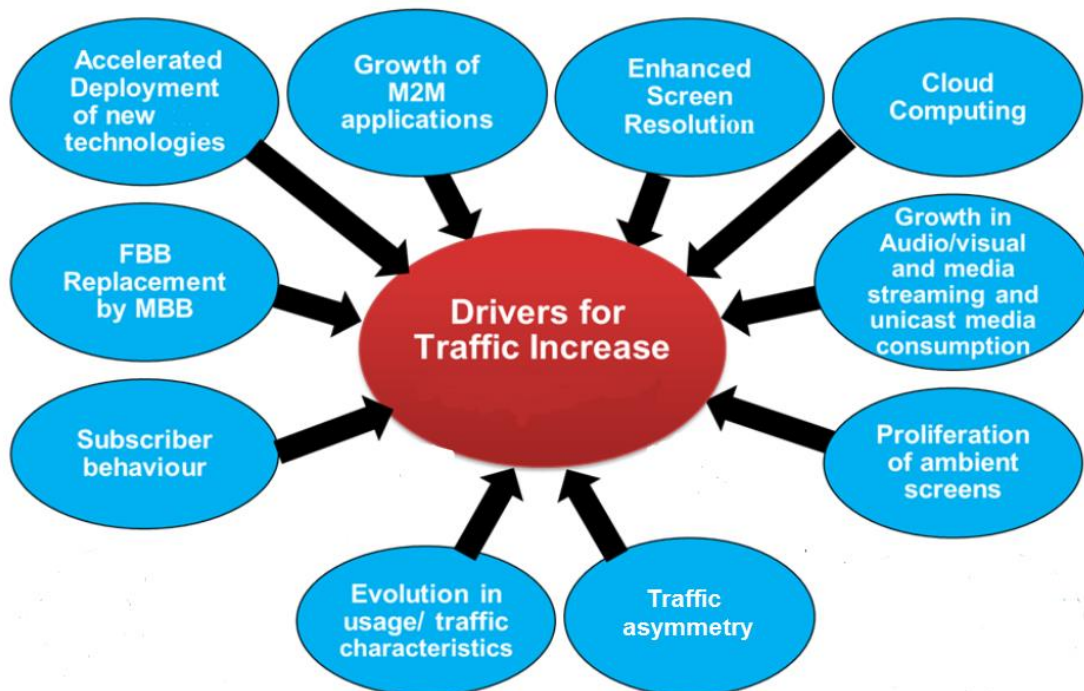 Accelerated
Deployment
of new
technologies
Growth of
M2M
applications
Enhanced
Screen
Resolution
Cloud
Computing
FBB
Replacement
by MBB
Drivers for
Traffic Increase
Growth in
Audio/visual
and media
streaming and
unicast media
consumption
Subscriber
behaviour
Proliferation
of ambient
screens
Evolution in
usage/ traffic
characteristics
Traffic
asymmetry